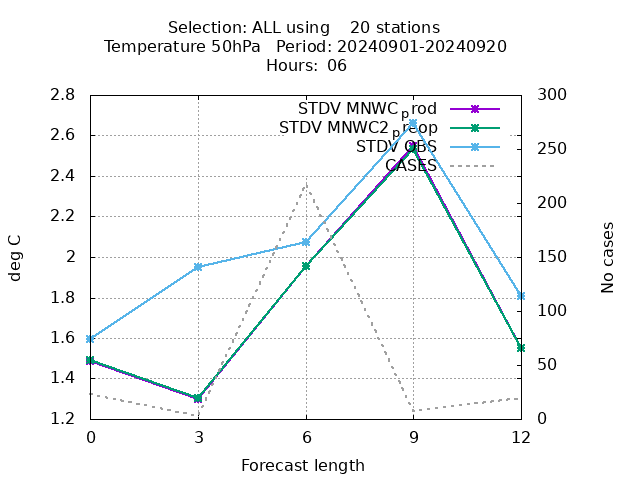 Selection: ALL using 20 stations
Temperature 50hPa Period: 20240901-20240920
Hours: 06
STDV MNWC_prod
STDV MNWC2_preop
STDV OBS
CASES
2.8
2.6
2.4
2.2
2
1.8
1.6
1.4
1.2
deg C
300
250
200
150
100
50
0
No cases
0 3 6 9 12
Forecast length